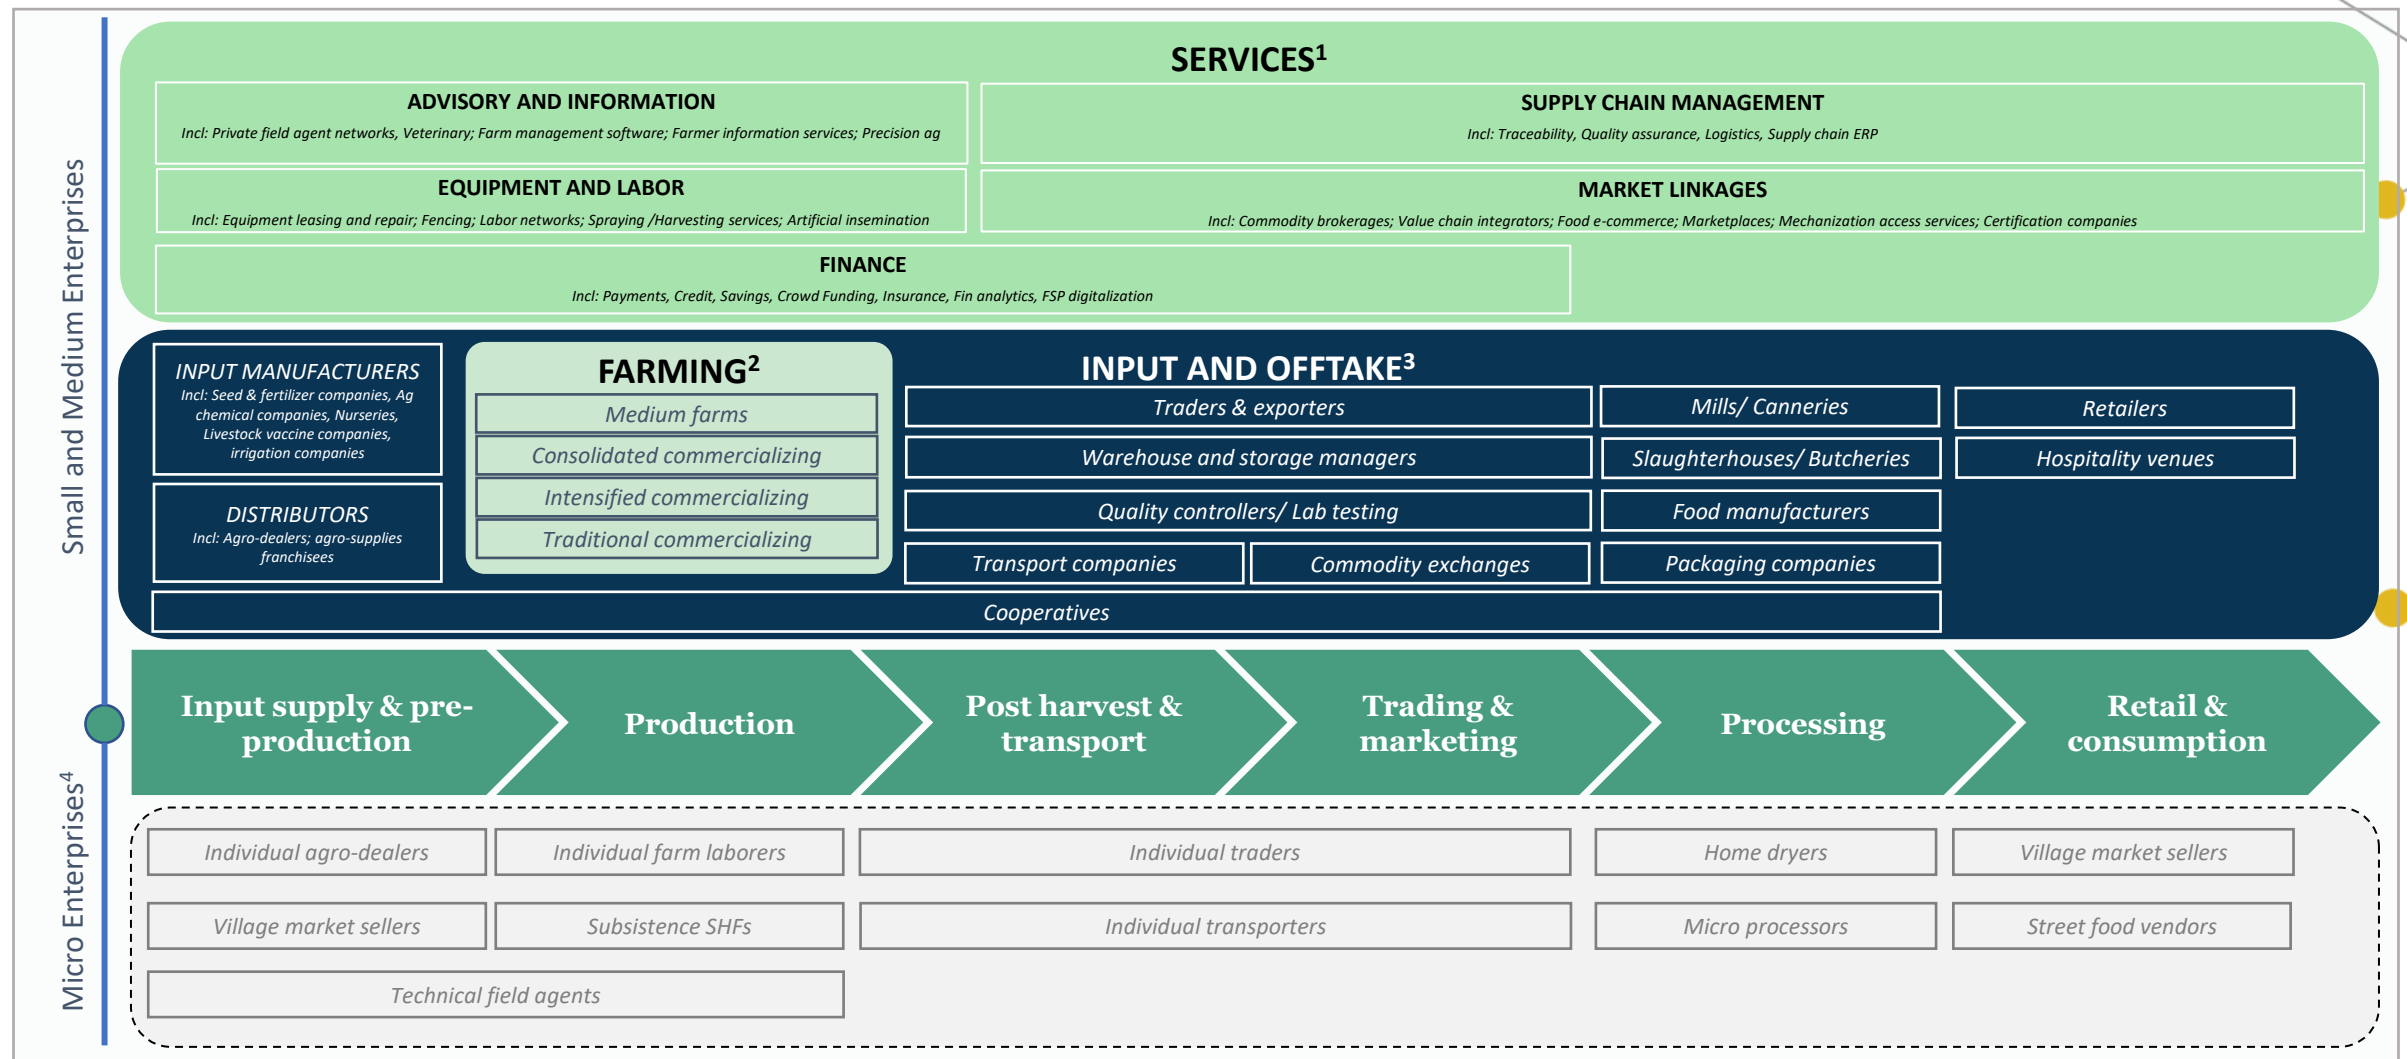 Small and Medium Enterprises
SERVICES¹
ADVISORY AND INFORMATION
Incl: Private field agent networks, Veterinary; Farm management software; Farmer information services; Precision ag
SUPPLY CHAIN MANAGEMENT
Incl: Traceability, Quality assurance, Logistics, Supply chain ERP
EQUIPMENT AND LABOR
Incl: Equipment leasing and repair; Fencing; Labor networks; Spraying /Harvesting services; Artificial insemination
MARKET LINKAGES
Incl: Commodity brokerages; Value chain integrators; Food e-commerce; Marketplaces; Mechanization access services; Certification companies
FINANCE
Incl: Payments, Credit, Savings, Crowd Funding, Insurance, Fin analytics, FSP digitalization
INPUT MANUFACTURERS
Incl: Seed & fertilizer companies, Ag
chemical companies, Nurseries,
Livestock vaccine companies,
irrigation companies
DISTRIBUTORS
Incl: Agro-dealers; agro-supplies
franchisees
FARMING²
Medium farms
Consolidated commercializing
Intensified commercializing
Traditional commercializing
INPUT AND OFFTAKE³
Traders & exporters
Mills/ Canneries
Retailers
Warehouse and storage managers
Slaughterhouses/ Butcheries
Hospitality venues
Quality controllers/ Lab testing
Food manufacturers
Transport companies
Commodity exchanges
Packaging companies
Cooperatives
Input supply & pre-
production
Production
Post harvest &
transport
Trading &
marketing
Processing
Retail &
consumption
Micro Enterprises⁴
Individual agro-dealers
Individual farm laborers
Individual traders
Home dryers
Village market sellers
Village market sellers
Subsistence SHFs
Individual transporters
Micro processors
Street food vendors
Technical field agents